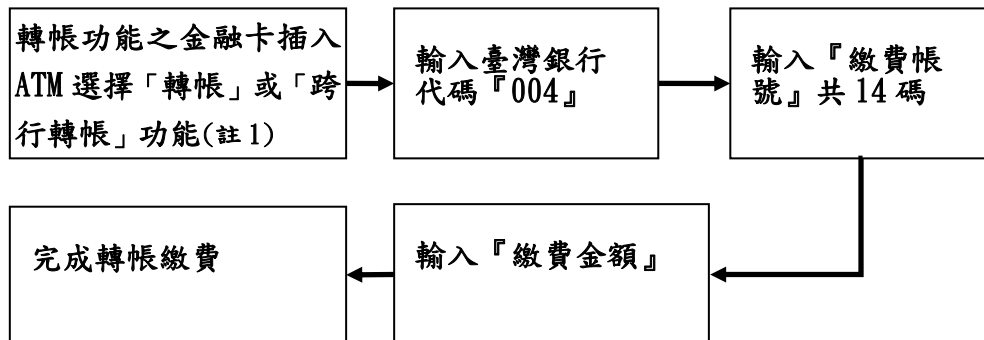 轉帳功能之金融卡插入
ATM 選擇「轉帳」或「跨
行轉帳」功能(註1)
輸入臺灣銀行
代碼『004』
輸入『繳費帳
號』共14碼
輸入『繳費金額』
完成轉帳繳費